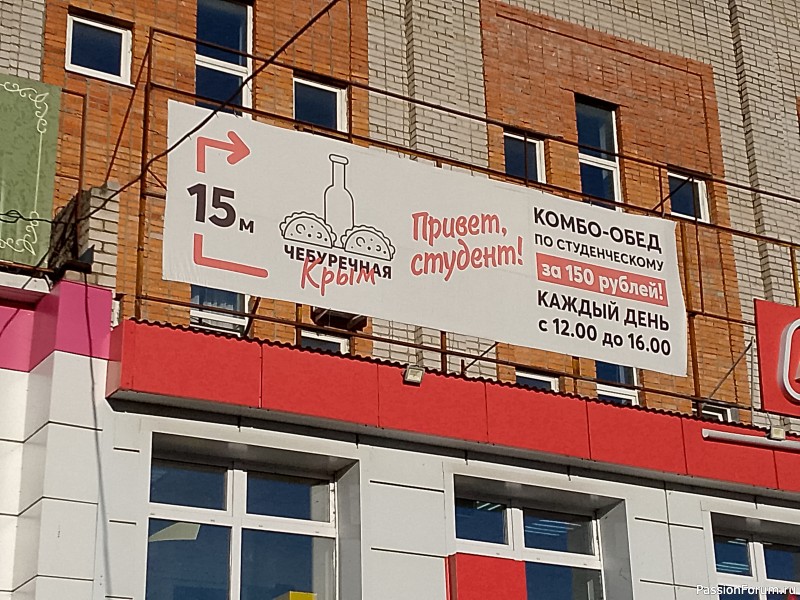 15 м
ЧЕБУРЕЧНАЯ
Крым
Привет,
студент!
КОМБО-ОБЕД
ПО СТУДЕНЧЕСКОМУ
за 150 рублей!
КАЖДЫЙ ДЕНЬ
с 12.00 до 16.00
PassionForum.ru